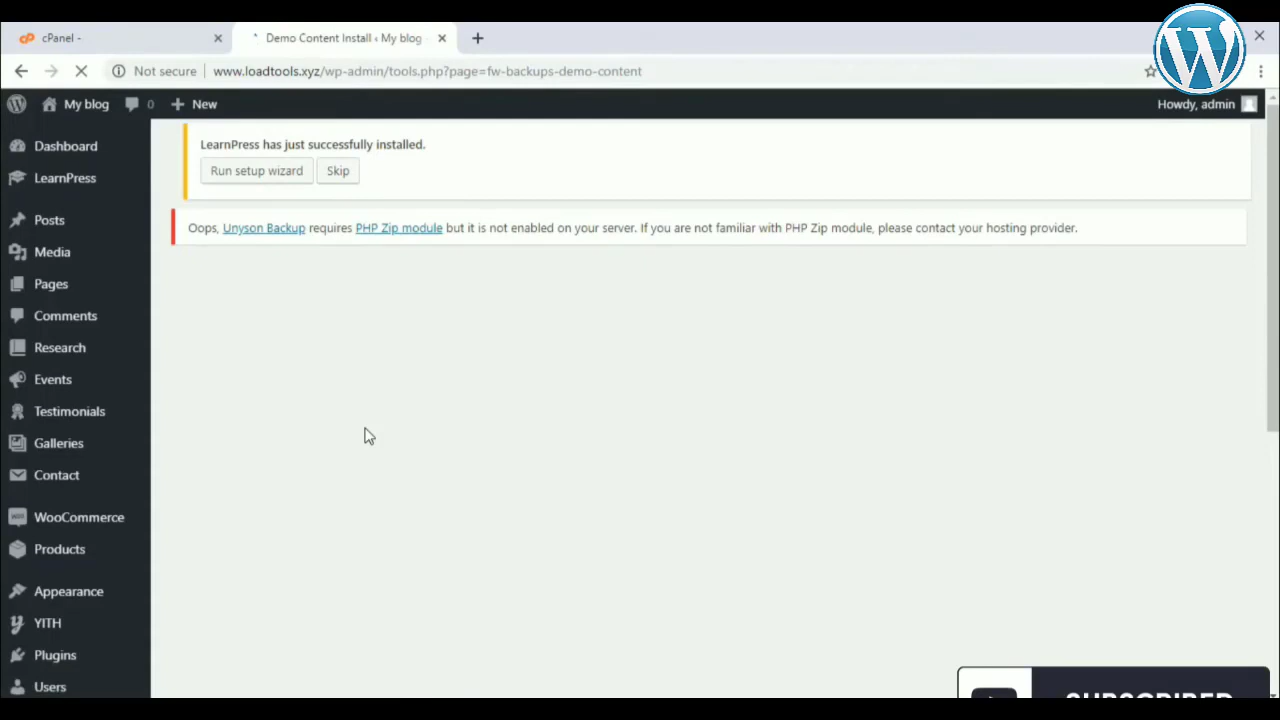 cPanel -
Demo Content Install ‹ My blog
Not secure
www.loadtools.xyz/wp-admin/tools.php?page=fw-backups-demo-content
My blog
0
New
Howdy, admin
Dashboard
LearnPress
Posts
Media
Pages
Comments
Research
Events
Testimonials
Galleries
Contact
WooCommerce
Products
Appearance
YITH
Plugins
Users
LearnPress has just successfully installed.
Run setup wizard
Skip
Oops, Unyson Backup requires PHP Zip module but it is not enabled on your server. If you are not familiar with PHP Zip module, please contact your hosting provider.
SUBSCRIBED